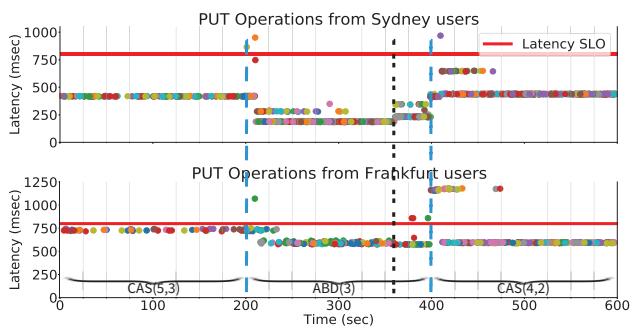 PUT Operations from Sydney users
1000
750
500
250
0
Latency (msec)
Latency SLO
PUT Operations from Frankfurt users
1250
1000
750
500
250
0
Latency (msec)
CAS(5,3) ABD(3) CAS(4,2)
0 100 200 300 400 500 600
Time (sec)